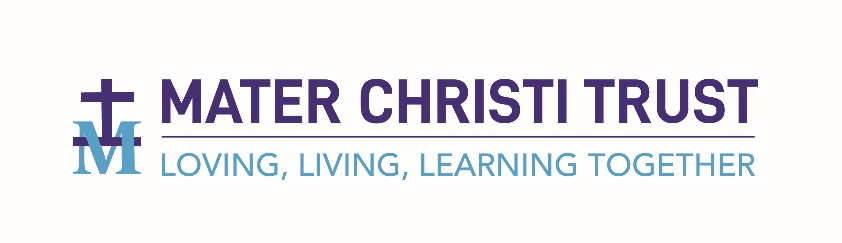 M
MATER CHRISTI TRUST
LOVING, LIVING, LEARNING TOGETHER